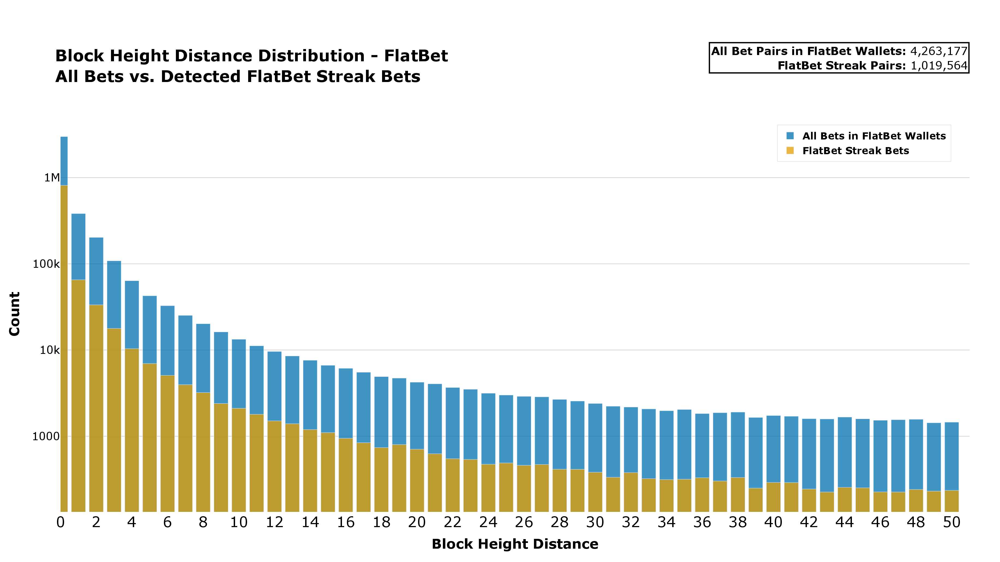 Block Height Distance Distribution - FlatBet
All Bets vs. Detected FlatBet Streak Bets
All Bet Pairs in FlatBet Wallets: 4,263,177
FlatBet Streak Pairs: 1,019,564
All Bets in FlatBet Wallets
FlatBet Streak Bets
1M
100k
10k
1000
Count
0 2 4 6 8 10 12 14 16 18 20 22 24 26 28 30 32 34 36 38 40 42 44 46 48 50
Block Height Distance